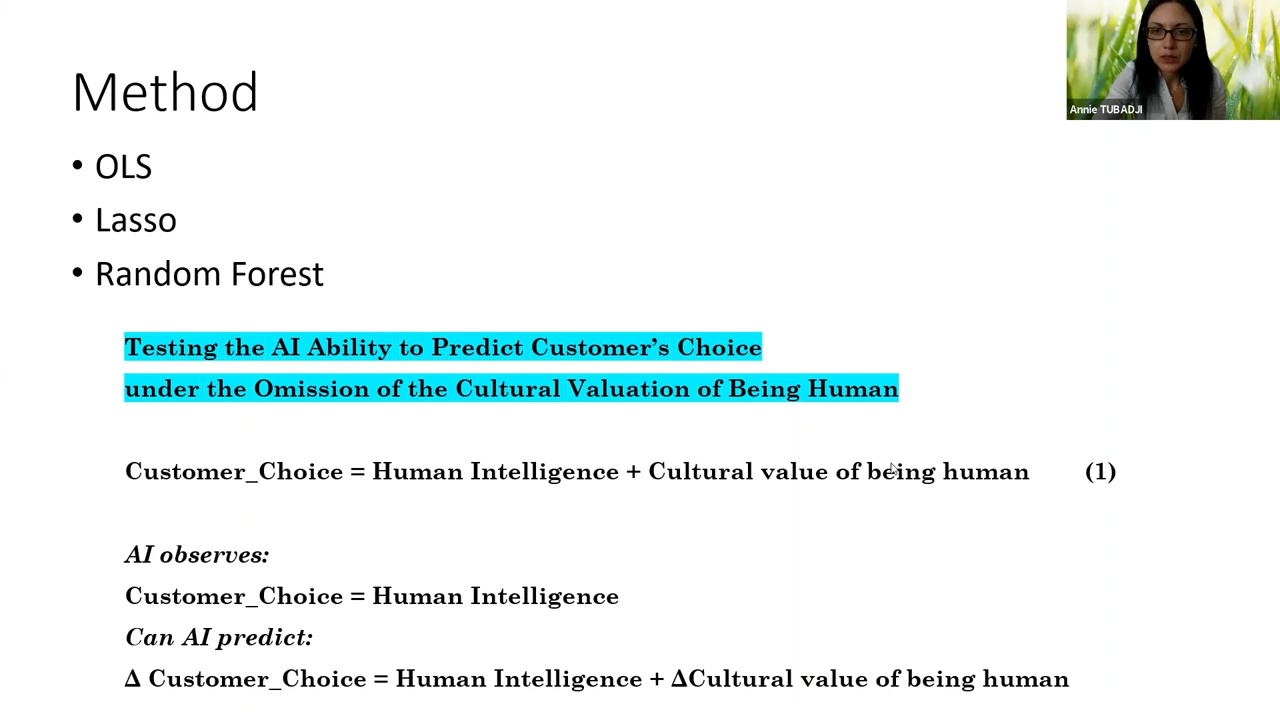 Method
Annie TUBADJI
• OLS
• Lasso
• Random Forest
Testing the AI Ability to Predict Customer’s Choice
under the Omission of the Cultural Valuation of Being Human
Customer_Choice = Human Intelligence + Cultural value of being human (1)
AI observes:
Customer_Choice = Human Intelligence
Can AI predict:
Δ Customer_Choice = Human Intelligence + ΔCultural value of being human